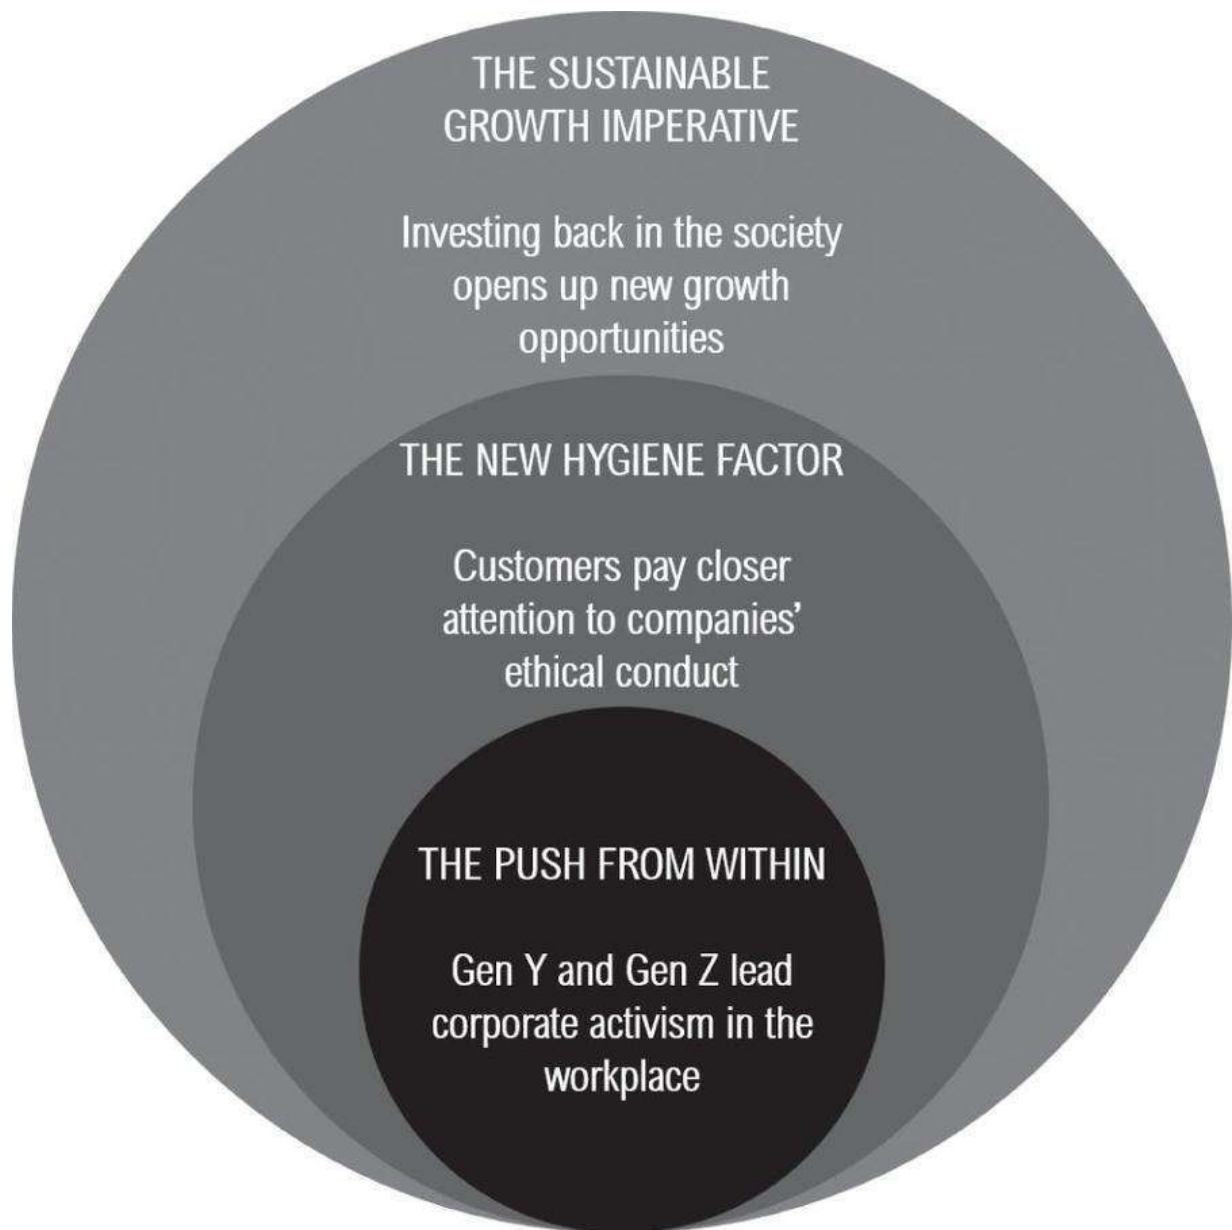 THE SUSTAINABLE
GROWTH IMPERATIVE
Investing back in the society
opens up new growth
opportunities
THE NEW HYGIENE FACTOR
Customers pay closer
attention to companies’
ethical conduct
THE PUSH FROM WITHIN
Gen Y and Gen Z lead
corporate activism in the
workplace